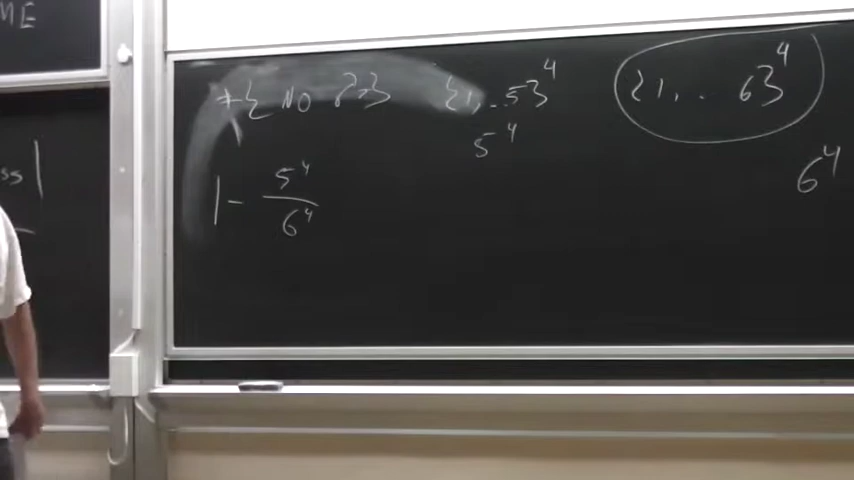 ME
ss
# { NO 6's } {1, .. 5}^4 {1, .. 6}^4
5^4
6^4
1 - 5^4 / 6^4